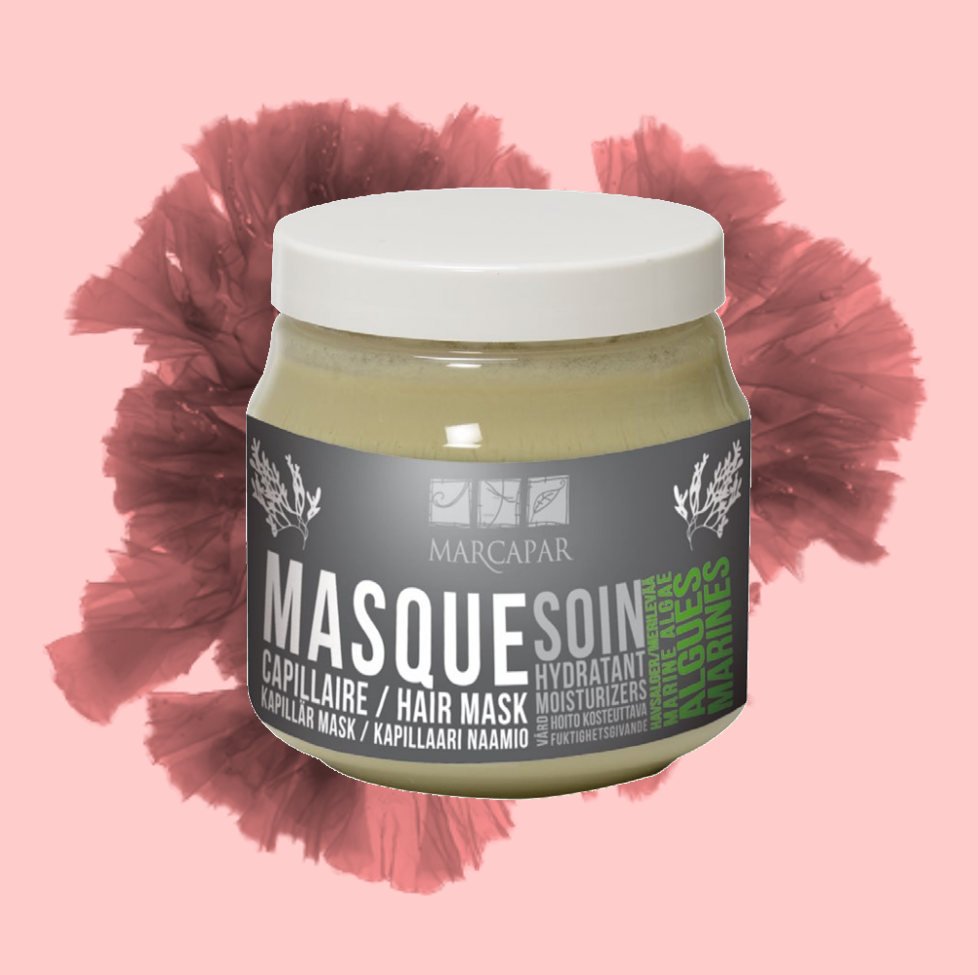 MARCAPAR
MASQUE
CAPILLAIRE / HAIR MASK
KAPILLÄR MASK / KAPILLAARI NAAMIO
SOIN
HYDRATANT
MOISTURIZERS
VÅRD HOITO KOSTEUTTAVA
FUKTIGHETSGIVANDE
HAVSALGER/MERILEVÄÄ
MARINE ALGAE
ALGUES
MARINES